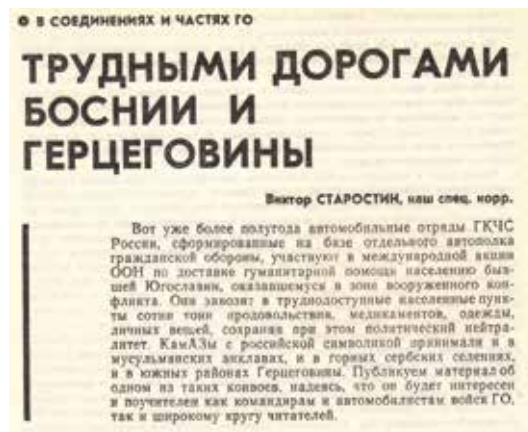 В СОЕДИНЕНИЯХ И ЧАСТЯХ ГО
ТРУДНЫМИ ДОРОГАМИ
БОСНИИ И
ГЕРЦЕГОВИНЫ
Виктор СТАРОСТИН, наш спец. корр.
Вот уже более полугода автомобильные отряды ГКЧС
России, сформированные на базе отдельного автополка
гражданской обороны, участвуют в международной акции
ООН по доставке гуманитарной помощи населению быв-
шей Югославии, оказавшемуся в зоне вооруженного кон-
фликта. Они завозят в труднодоступные населенные пунк-
ты сотни тонн продовольствия, медикаментов, одежды,
личных вещей, сохраняя при этом политический нейтра-
литет. КамАЗы с российской символикой принимали и в
мусульманских анклавах, и в горных сербских селениях,
и в южных районах Герцеговины. Публикуем материал об
одном из таких конвоев, надеясь, что он будет интересен
и поучителен как командирам и автомобилистам войск ГО,
так и широкому кругу читателей.